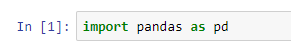 In [1]: import pandas as pd